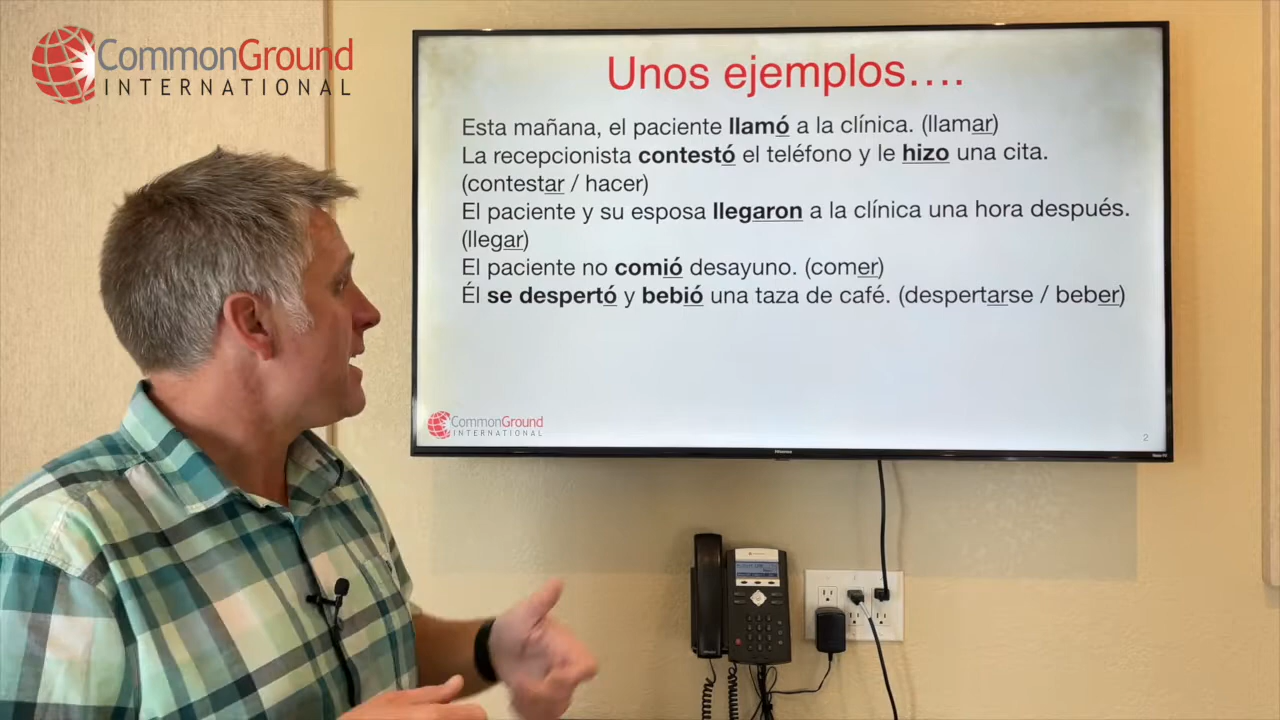 CommonGround
INTERNATIONAL
Unos ejemplos….
Esta mañana, el paciente llamó a la clínica. (llamar)
La recepcionista contestó el teléfono y le hizo una cita.
(contestar / hacer)
El paciente y su esposa llegaron a la clínica una hora después.
(llegar)
El paciente no comió desayuno. (comer)
Él se despertó y bebió una taza de café. (despertarse / beber)
CommonGround
INTERNATIONAL
2
Hisense